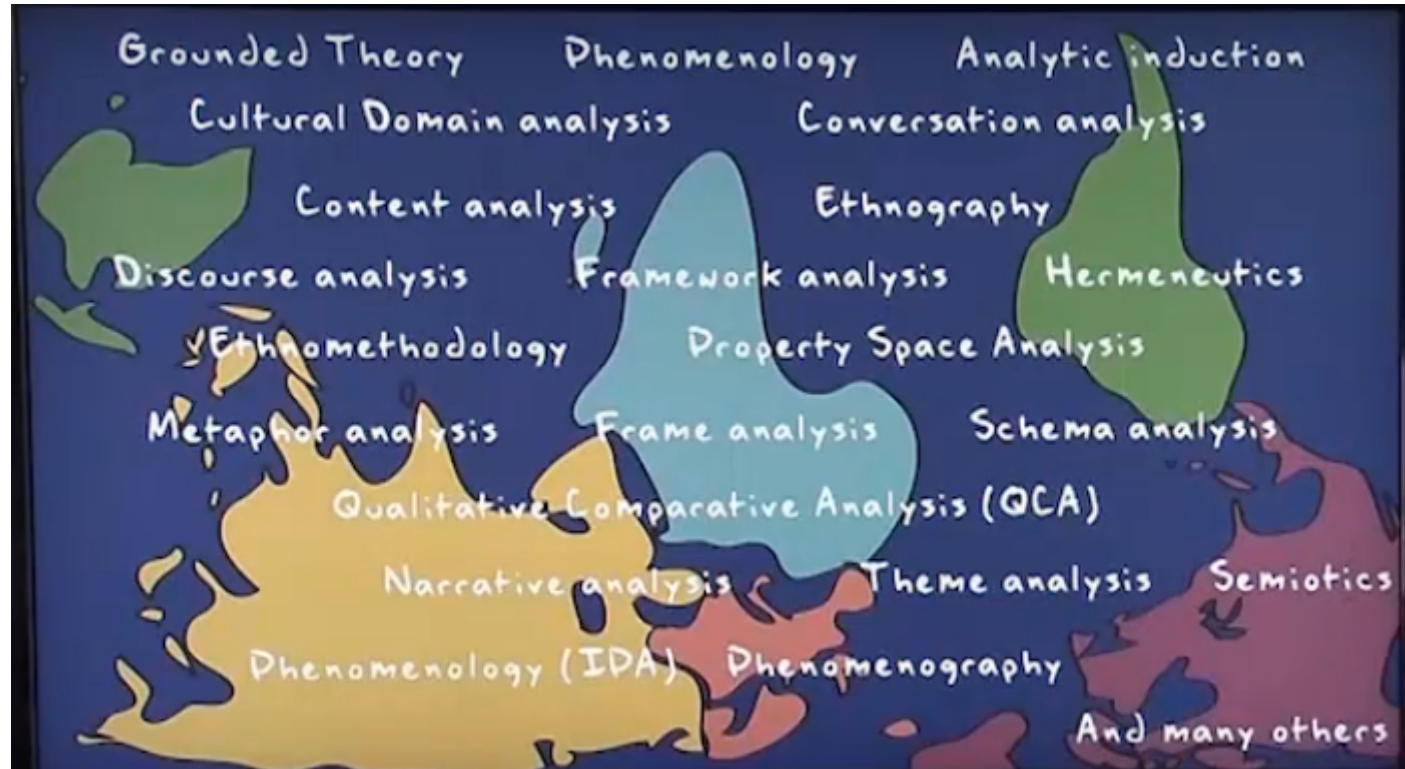 Grounded Theory Phenomenology Analytic induction
Cultural Domain analysis Conversation analysis
Content analysis Ethnography
Discourse analysis Framework analysis Hermeneutics
Ethnomethodology Property Space Analysis
Metaphor analysis Frame analysis Schema analysis
Qualitative Comparative Analysis (QCA)
Narrative analysis Theme analysis Semiotics
Phenomenology (IPA) Phenomenography
And many others